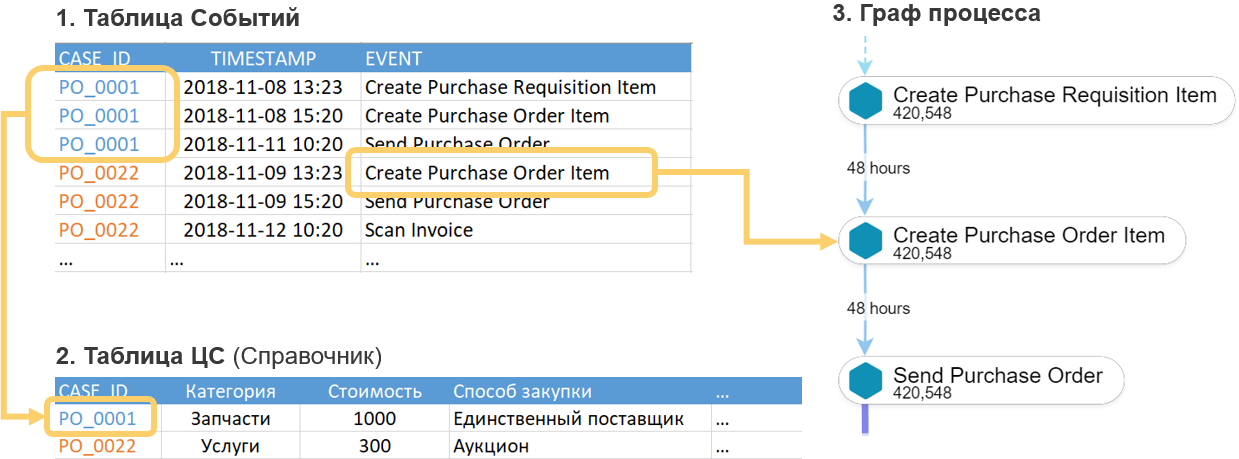 1. Таблица Событий
CASE_ID TIMESTAMP EVENT
PO_0001 2018-11-08 13:23 Create Purchase Requisition Item
PO_0001 2018-11-08 15:20 Create Purchase Order Item
PO_0001 2018-11-11 10:20 Send Purchase Order
PO_0022 2018-11-09 13:23 Create Purchase Order Item
PO_0022 2018-11-09 15:20 Send Purchase Order
PO_0022 2018-11-12 10:20 Scan Invoice
... ... ...
2. Таблица ЦС (Справочник)
CASE_ID Категория Стоимость Способ закупки ...
PO_0001 Запчасти 1000 Единственный поставщик ...
PO_0022 Услуги 300 Аукцион ...
3. Граф процесса
Create Purchase Requisition Item
420,548
48 hours
Create Purchase Order Item
420,548
48 hours
Send Purchase Order
420,548